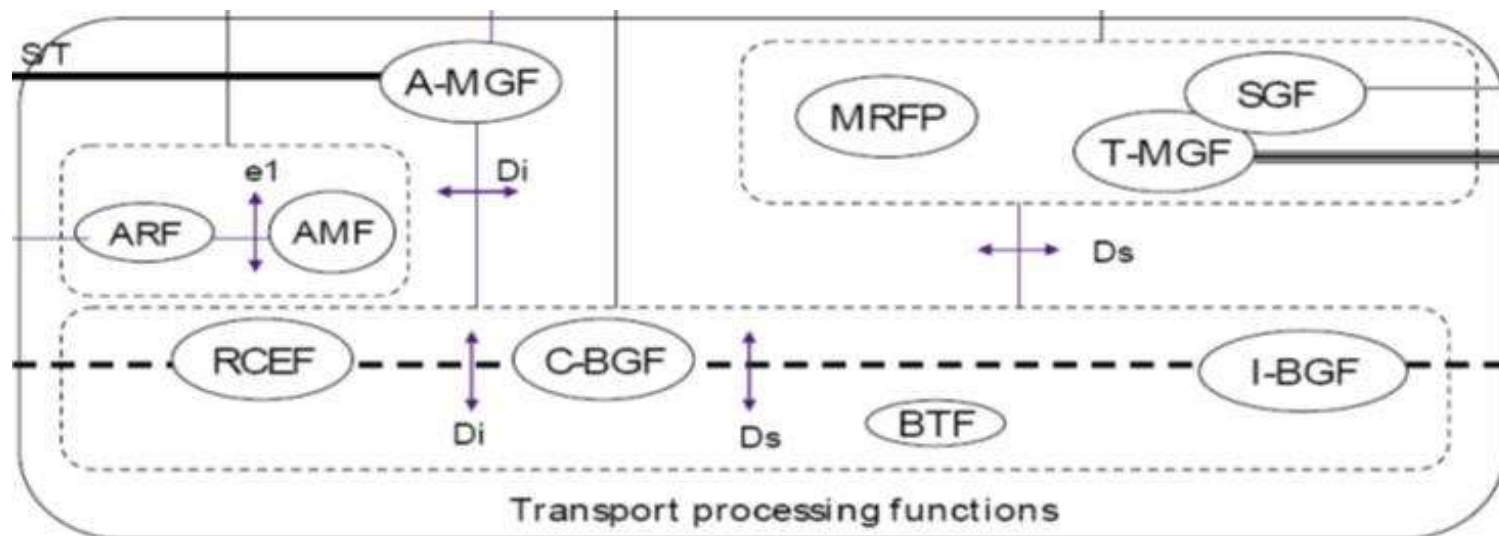 S/T
A-MGF
MRFP
SGF
T-MGF
e1
Di
ARF
AMF
Ds
RCEF
C-BGF
I-BGF
Di
Ds
BTF
Transport processing functions